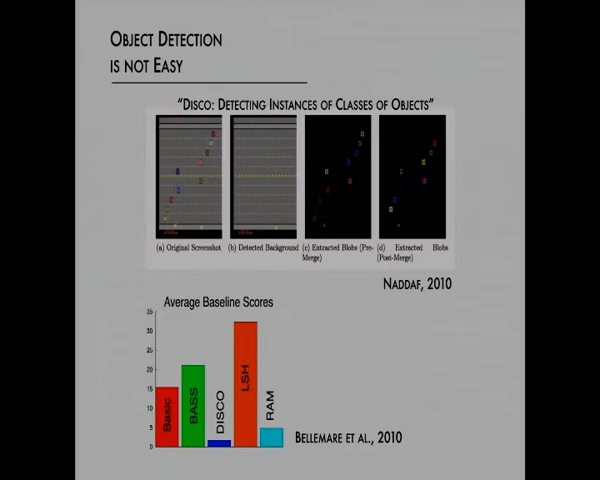 OBJECT DETECTION
IS NOT EASY
"DISCO: DETECTING INSTANCES OF CLASSES OF OBJECTS"
(a) Original Screenshot
(b) Detected Background
(c) Extracted Blobs (Pre-
Merge)
(d) Extracted Blobs
(Post-Merge)
NADDAF, 2010
Average Baseline Scores
35
30
25
20
15
10
5
0
Basic
BASS
DISCO
LSH
RAM
BELLEMARE ET AL., 2010